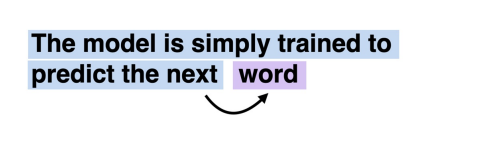 The model is simply trained to
predict the next word